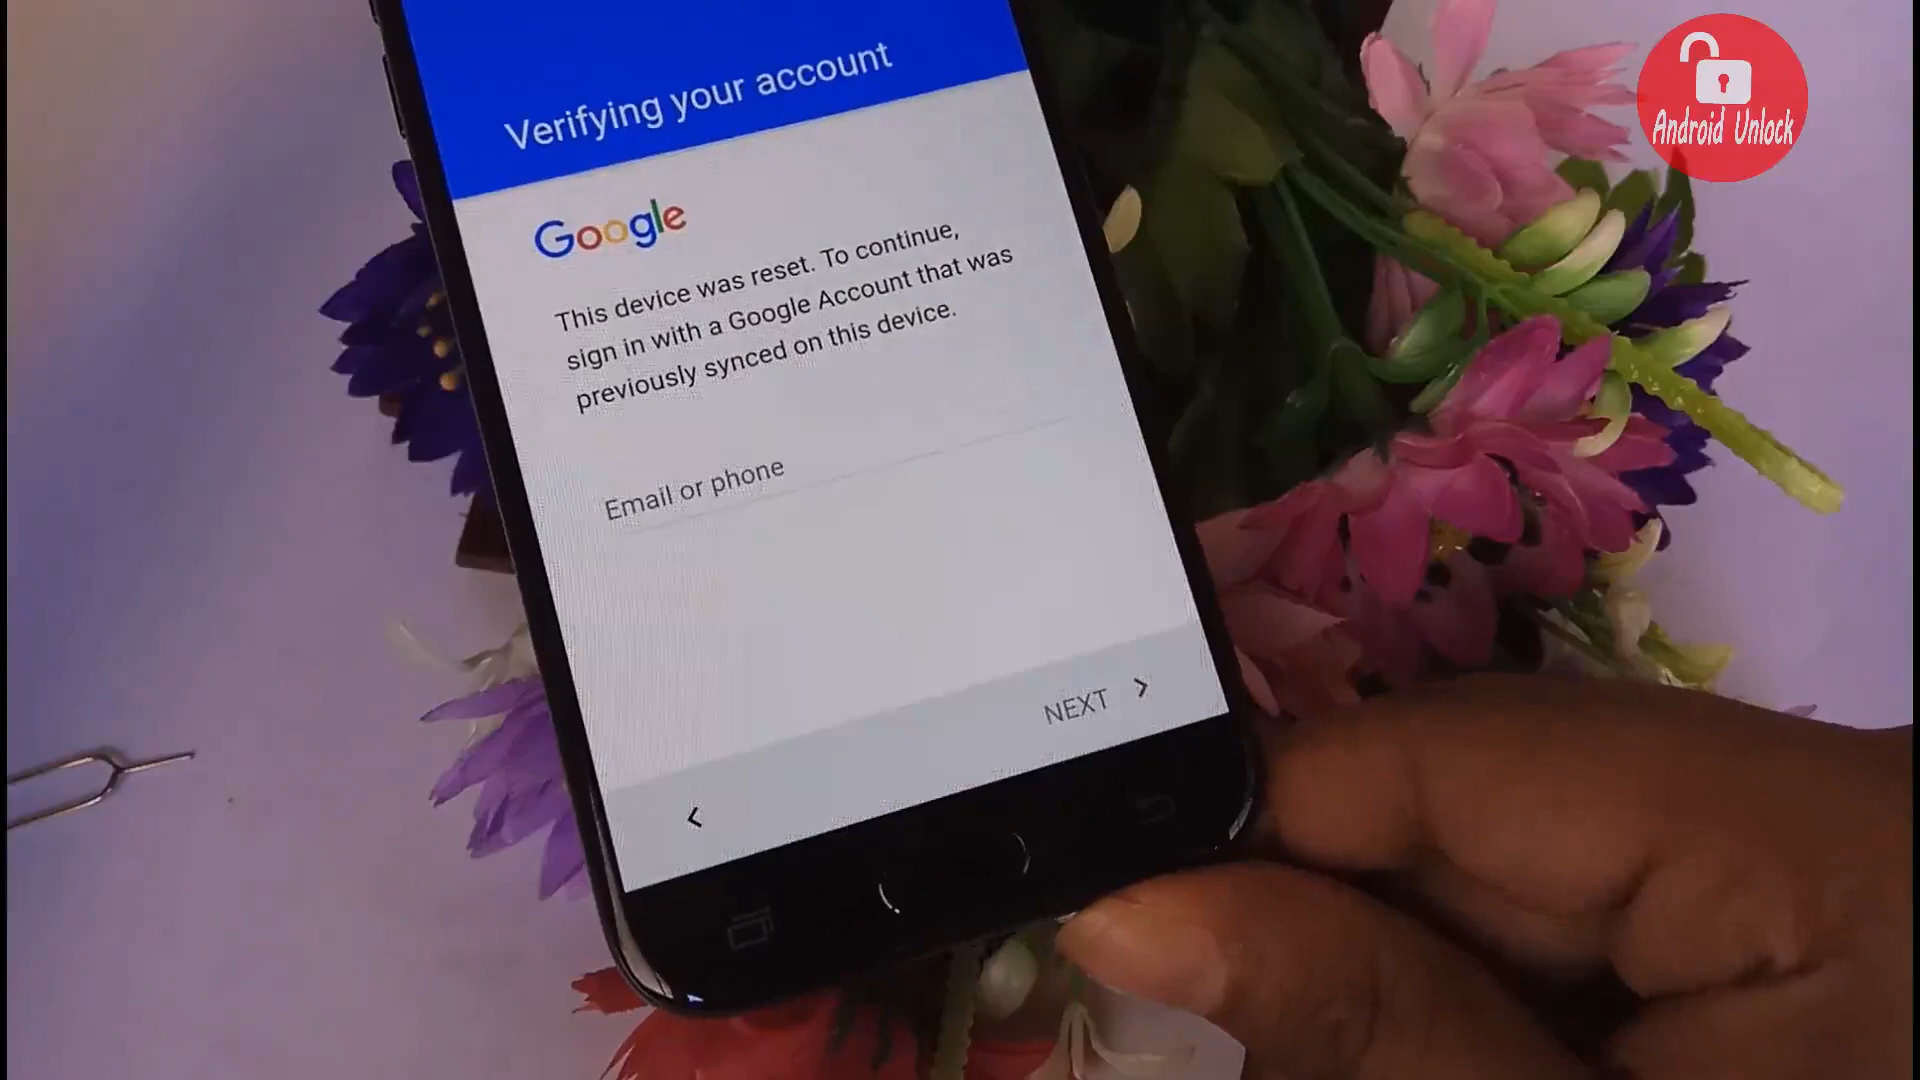 Android Unlock
Verifying your account
Google
This device was reset. To continue,
sign in with a Google Account that was
previously synced on this device.
Email or phone
NEXT